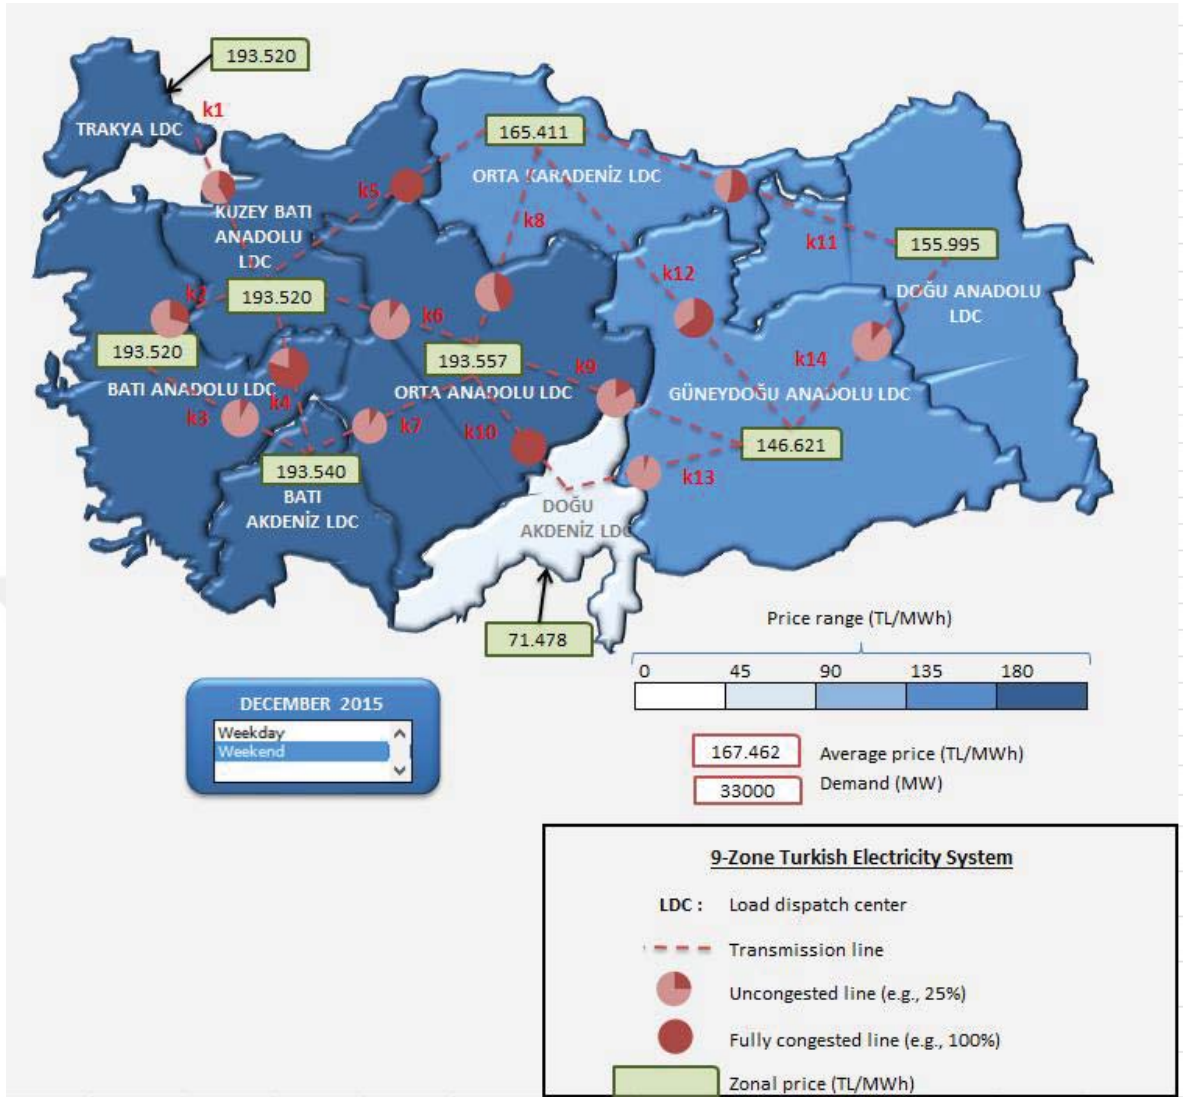 193.520
k1
TRAKYA LDC
165.411
ORTA KARADENİZ LDC
k5
KUZEY BATI
ANADOLU
LDC
k8
k11
155.995
k12
DOĞU ANADOLU
LDC
k2
193.520
k6
193.520
193.557
k9
k14
BATI ANADOLU LDC
ORTA ANADOLU LDC
GÜNEYDOĞU ANADOLU LDC
k3
k4
k7
k10
146.621
193.540
k13
BATI
AKDENİZ LDC
DOĞU
AKDENİZ LDC
71.478
Price range (TL/MWh)
0 45 90 135 180
DECEMBER 2015
Weekday
Weekend
167.462 Average price (TL/MWh)
33000 Demand (MW)
9-Zone Turkish Electricity System
LDC : Load dispatch center
Transmission line
Uncongested line (e.g., 25%)
Fully congested line (e.g., 100%)
Zonal price (TL/MWh)